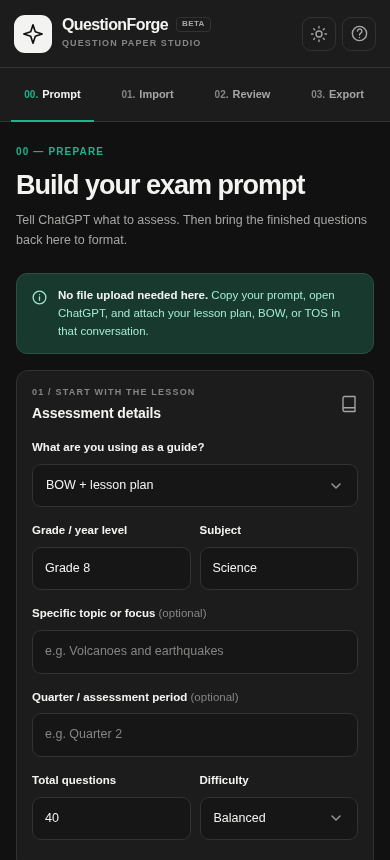 QuestionForge BETA
QUESTION PAPER STUDIO
00. Prompt 01. Import 02. Review 03. Export
00 — PREPARE
Build your exam prompt
Tell ChatGPT what to assess. Then bring the finished questions
back here to format.
No file upload needed here. Copy your prompt, open
ChatGPT, and attach your lesson plan, BOW, or TOS in
that conversation.
01 / START WITH THE LESSON
Assessment details
What are you using as a guide?
BOW + lesson plan
Grade / year level Subject
Grade 8 Science
Specific topic or focus (optional)
e.g. Volcanoes and earthquakes
Quarter / assessment period (optional)
e.g. Quarter 2
Total questions Difficulty
40 Balanced